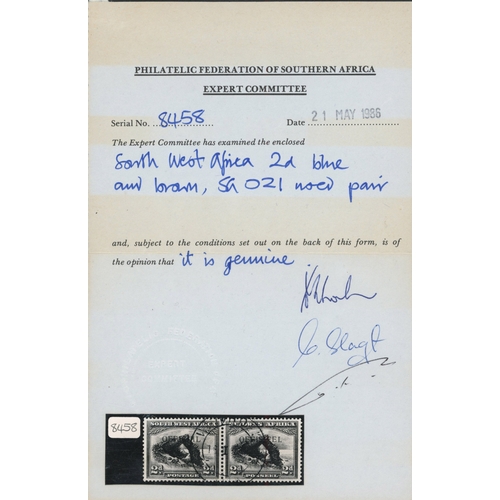 PHILATELIC FEDERATION OF SOUTHERN AFRICA
EXPERT COMMITTEE
Serial No. 8458 Date 21 MAY 1986
The Expert Committee has examined the enclosed
South West Africa 2d blue
and brown, SG O21 used pair
and, subject to the conditions set out on the back of this form, is of
the opinion that it is genuine
8458
SOUTH WEST AFRICA
2d POSTAGE 2d